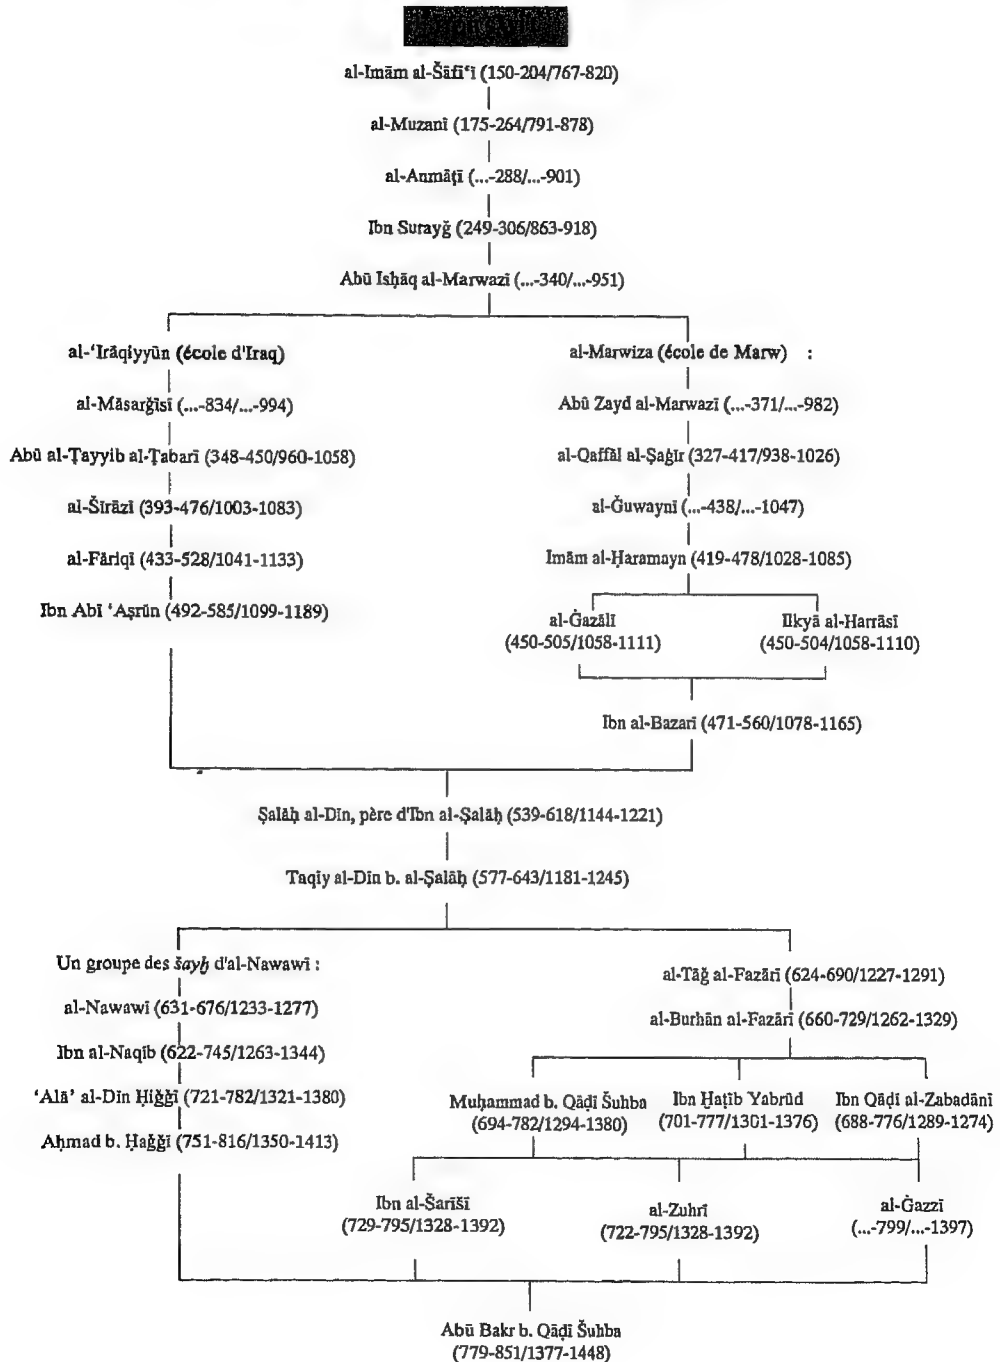 al-Imām al-Šāfi‘ī (150-204/767-820)
al-Muzanī (175-264/791-878)
al-Anmāṭī (...-288/...-901)
Ibn Surayğ (249-306/863-918)
Abū Isḥāq al-Marwazī (...-340/...-951)
al-‘Irāqiyyūn (école d'Iraq)
al-Māsarğisī (...-834/...-994)
Abū al-Ṭayyib al-Ṭabarī (348-450/960-1058)
al-Šīrāzī (393-476/1003-1083)
al-Fāriqī (433-528/1041-1133)
Ibn Abī ‘Aṣrūn (492-585/1099-1189)
al-Marwiza (école de Marw) :
Abū Zayd al-Marwazī (...-371/...-982)
al-Qaffāl al-Ṣaġīr (327-417/938-1026)
al-Ğuwaynī (...-438/...-1047)
Imām al-Ḥaramayn (419-478/1028-1085)
al-Ġazālī
(450-505/1058-1111)
Ilkyā al-Harrāsī
(450-504/1058-1110)
Ibn al-Bazarī (471-560/1078-1165)
Ṣalāḥ al-Dīn, père d'Ibn al-Ṣalāḥ (539-618/1144-1221)
Taqiy al-Dīn b. al-Ṣalāḥ (577-643/1181-1245)
Un groupe des šayḫ d'al-Nawawī :
al-Nawawī (631-676/1233-1277)
Ibn al-Naqīb (622-745/1263-1344)
‘Alā’ al-Dīn Ḥiğğī (721-782/1321-1380)
Aḥmad b. Ḥağğī (751-816/1350-1413)
al-Tāğ al-Fazārī (624-690/1227-1291)
al-Burhān al-Fazārī (660-729/1262-1329)
Muḥammad b. Qāḍī Šuhba
(694-782/1294-1380)
Ibn Ḫaṭīb Yabrūd
(701-777/1301-1376)
Ibn Qāḍī al-Zabadānī
(688-776/1289-1274)
Ibn al-Šarīšī
(729-795/1328-1392)
al-Zuhrī
(722-795/1328-1392)
al-Ġazzī
(...-799/...-1397)
Abū Bakr b. Qāḍī Šuhba
(779-851/1377-1448)